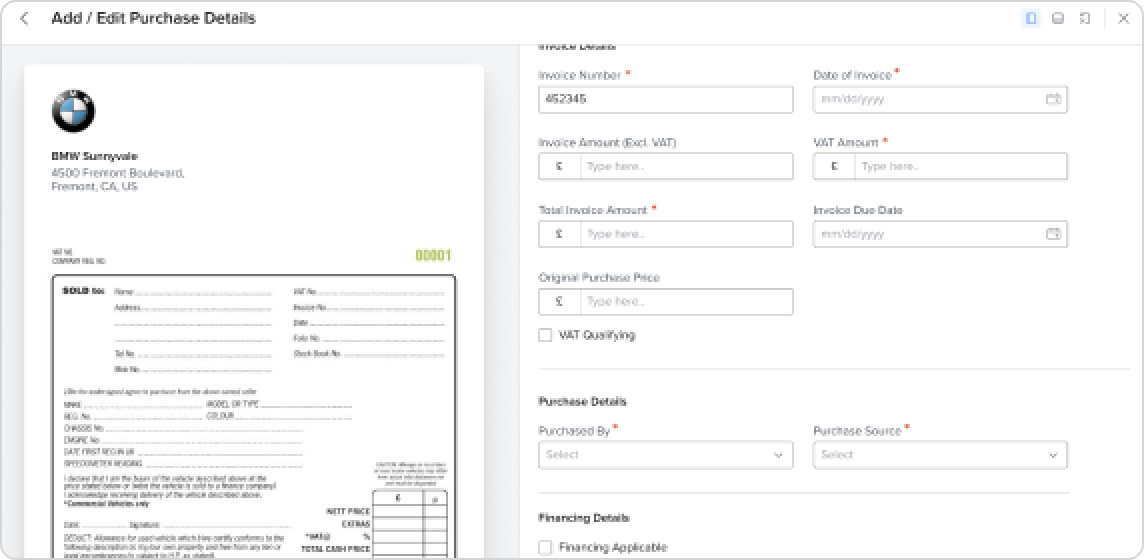 Add / Edit Purchase Details
BMW Sunnyvale
4500 Fremont Boulevard,
Fremont, CA, US
VAT No.
COMPANY REG. NO.
00001
SOLD to:
Name
VAT No.
Address
Invoice No.
Date
Folio No.
Tel No.
Stock Book No.
Mob No.
I/We the undersigned agree to purchase from the above named seller
MAKE
MODEL OR TYPE
REG. No.
COLOUR
CHASSIS No.
ENGINE No.
DATE FIRST REG IN UK
SPEEDOMETER READING
I declare that I am the buyer of the vehicle described above at the
price stated below or (were the vehicle is sold to a finance company)
I acknowledge receiving delivery of the vehicle described above.
*Commercial Vehicles only
Date: Signature:
£ p
NETT PRICE
EXTRAS
*VAT@ %
TOTAL CASH PRICE
DEDUCT: Allowance for used vehicle which I/we certify conforms to the
following description as my/our own property and free from any lien or
Invoice Details
Invoice Number *
452345
Date of Invoice *
mm/dd/yyyy
Invoice Amount (Excl. VAT)
£ Type here..
VAT Amount *
£ Type here..
Total Invoice Amount *
£ Type here..
Invoice Due Date
mm/dd/yyyy
Original Purchase Price
£ Type here..
VAT Qualifying
Purchase Details
Purchased By *
Select
Purchase Source *
Select
Financing Details
Financing Applicable